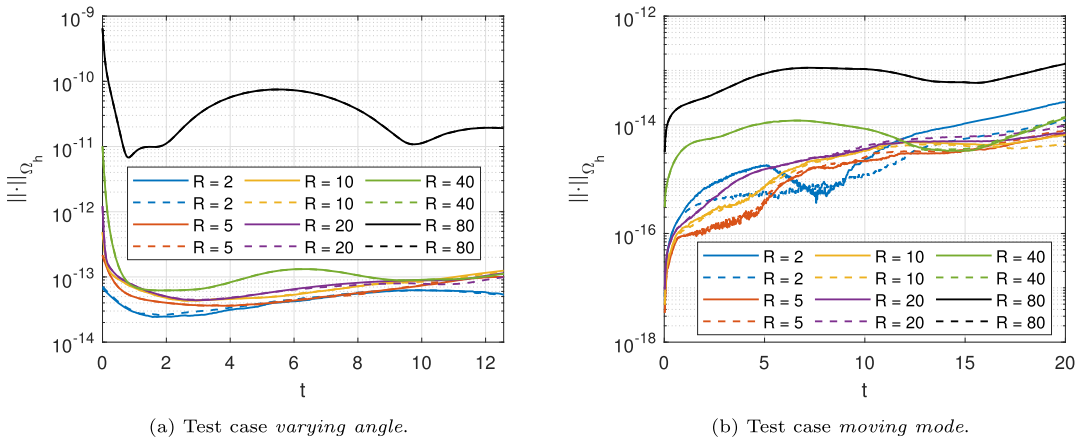 10^-9
10^-10
10^-11
10^-12
10^-13
10^-14
||·||Ω_h
R = 2 R = 10 R = 40
R = 2 R = 10 R = 40
R = 5 R = 20 R = 80
R = 5 R = 20 R = 80
0 2 4 6 8 10 12
t
(a) Test case varying angle.
10^-12
10^-14
10^-16
10^-18
||·||Ω_h
R = 2 R = 10 R = 40
R = 2 R = 10 R = 40
R = 5 R = 20 R = 80
R = 5 R = 20 R = 80
0 5 10 15 20
t
(b) Test case moving mode.